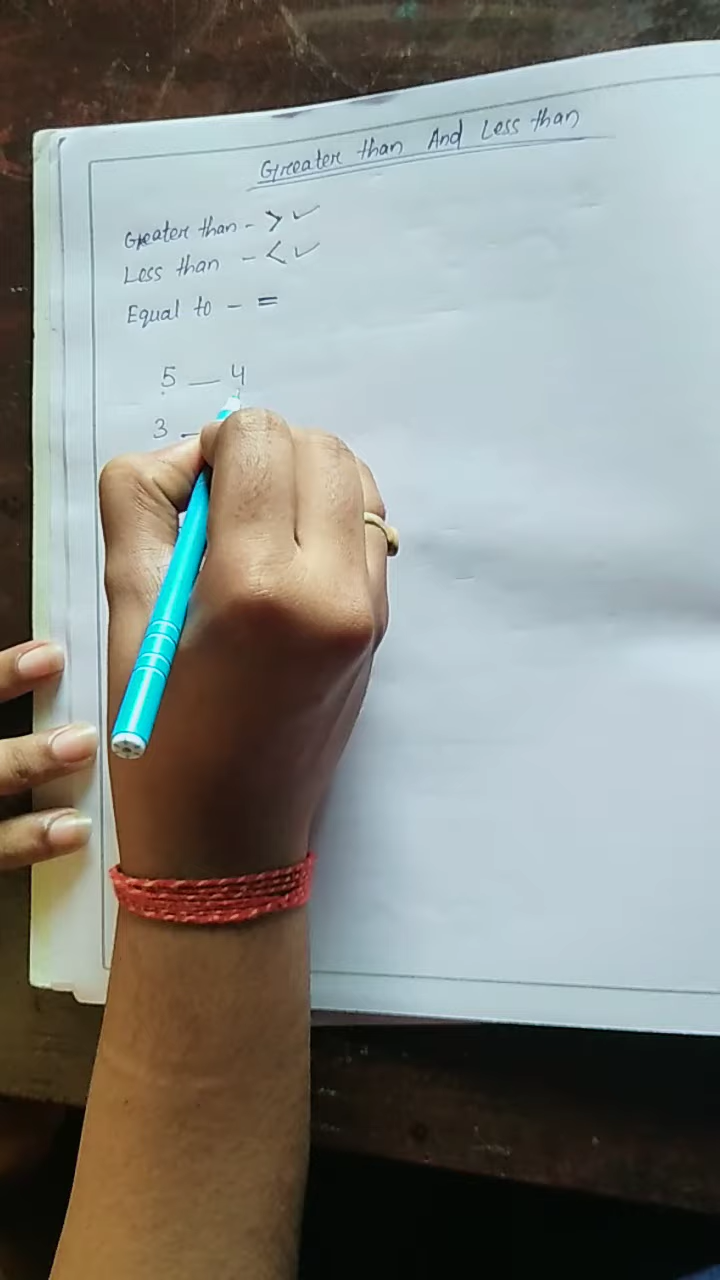 Greater than And Less than
Greater than - > ✓
Less than - < ✓
Equal to - =
5 __ 4
3 _